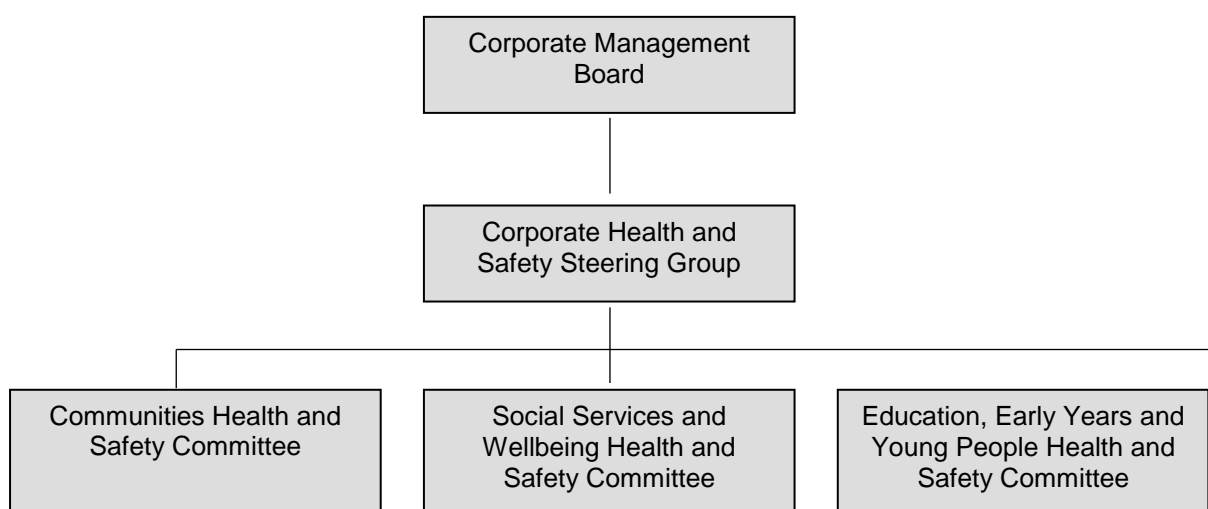 Corporate Management
Board
Corporate Health and
Safety Steering Group
Communities Health and
Safety Committee
Social Services and
Wellbeing Health and
Safety Committee
Education, Early Years and
Young People Health and
Safety Committee